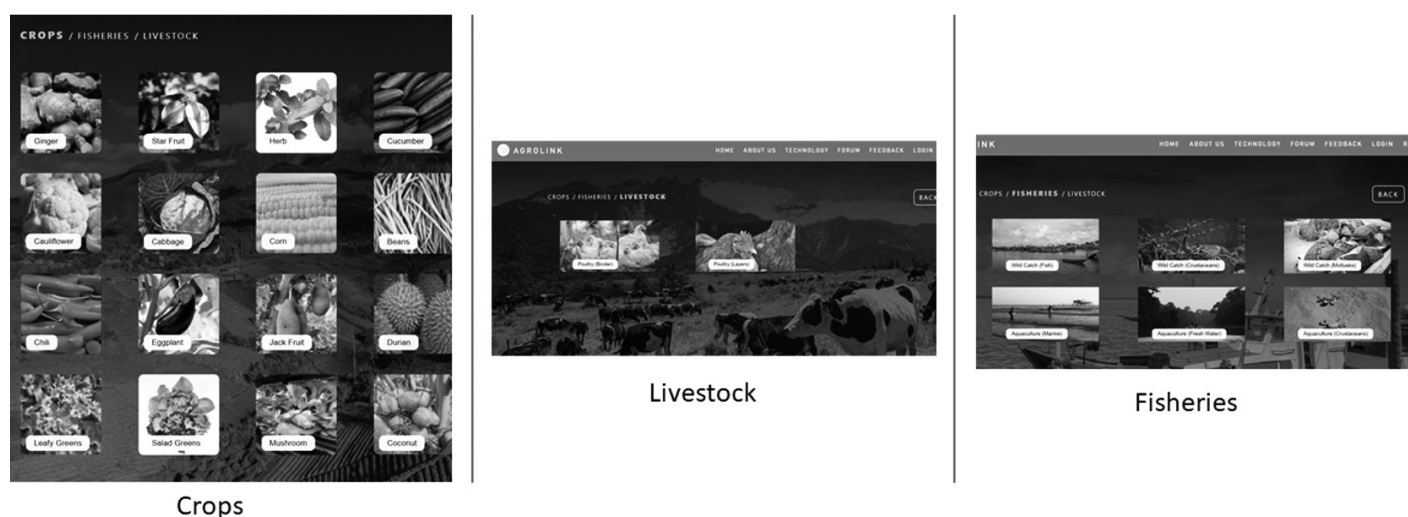 CROPS / FISHERIES / LIVESTOCK
Ginger
Star Fruit
Herb
Cucumber
Cauliflower
Cabbage
Corn
Beans
Chili
Eggplant
Jack Fruit
Durian
Leafy Greens
Salad Greens
Mushroom
Coconut
Crops
AGROLINK HOME ABOUT US TECHNOLOGY FORUM FEEDBACK LOGIN
CROPS / FISHERIES / LIVESTOCK
BACK
Poultry (Broiler)
Poultry (Layers)
Livestock
INK HOME ABOUT US TECHNOLOGY FORUM FEEDBACK LOGIN R
CROPS / FISHERIES / LIVESTOCK
BACK
Wild Catch (Fish)
Wild Catch (Crustaceans)
Wild Catch (Mollusks)
Aquaculture (Marine)
Aquaculture (Fresh Water)
Aquaculture (Crustaceans)
Fisheries